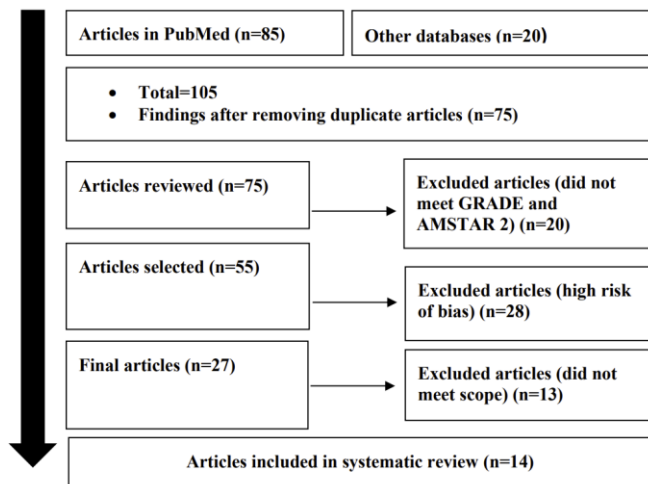 Articles in PubMed (n=85)
Other databases (n=20)
• Total=105
• Findings after removing duplicate articles (n=75)
Articles reviewed (n=75)
Excluded articles (did not
meet GRADE and
AMSTAR 2) (n=20)
Articles selected (n=55)
Excluded articles (high risk
of bias) (n=28)
Final articles (n=27)
Excluded articles (did not
meet scope) (n=13)
Articles included in systematic review (n=14)